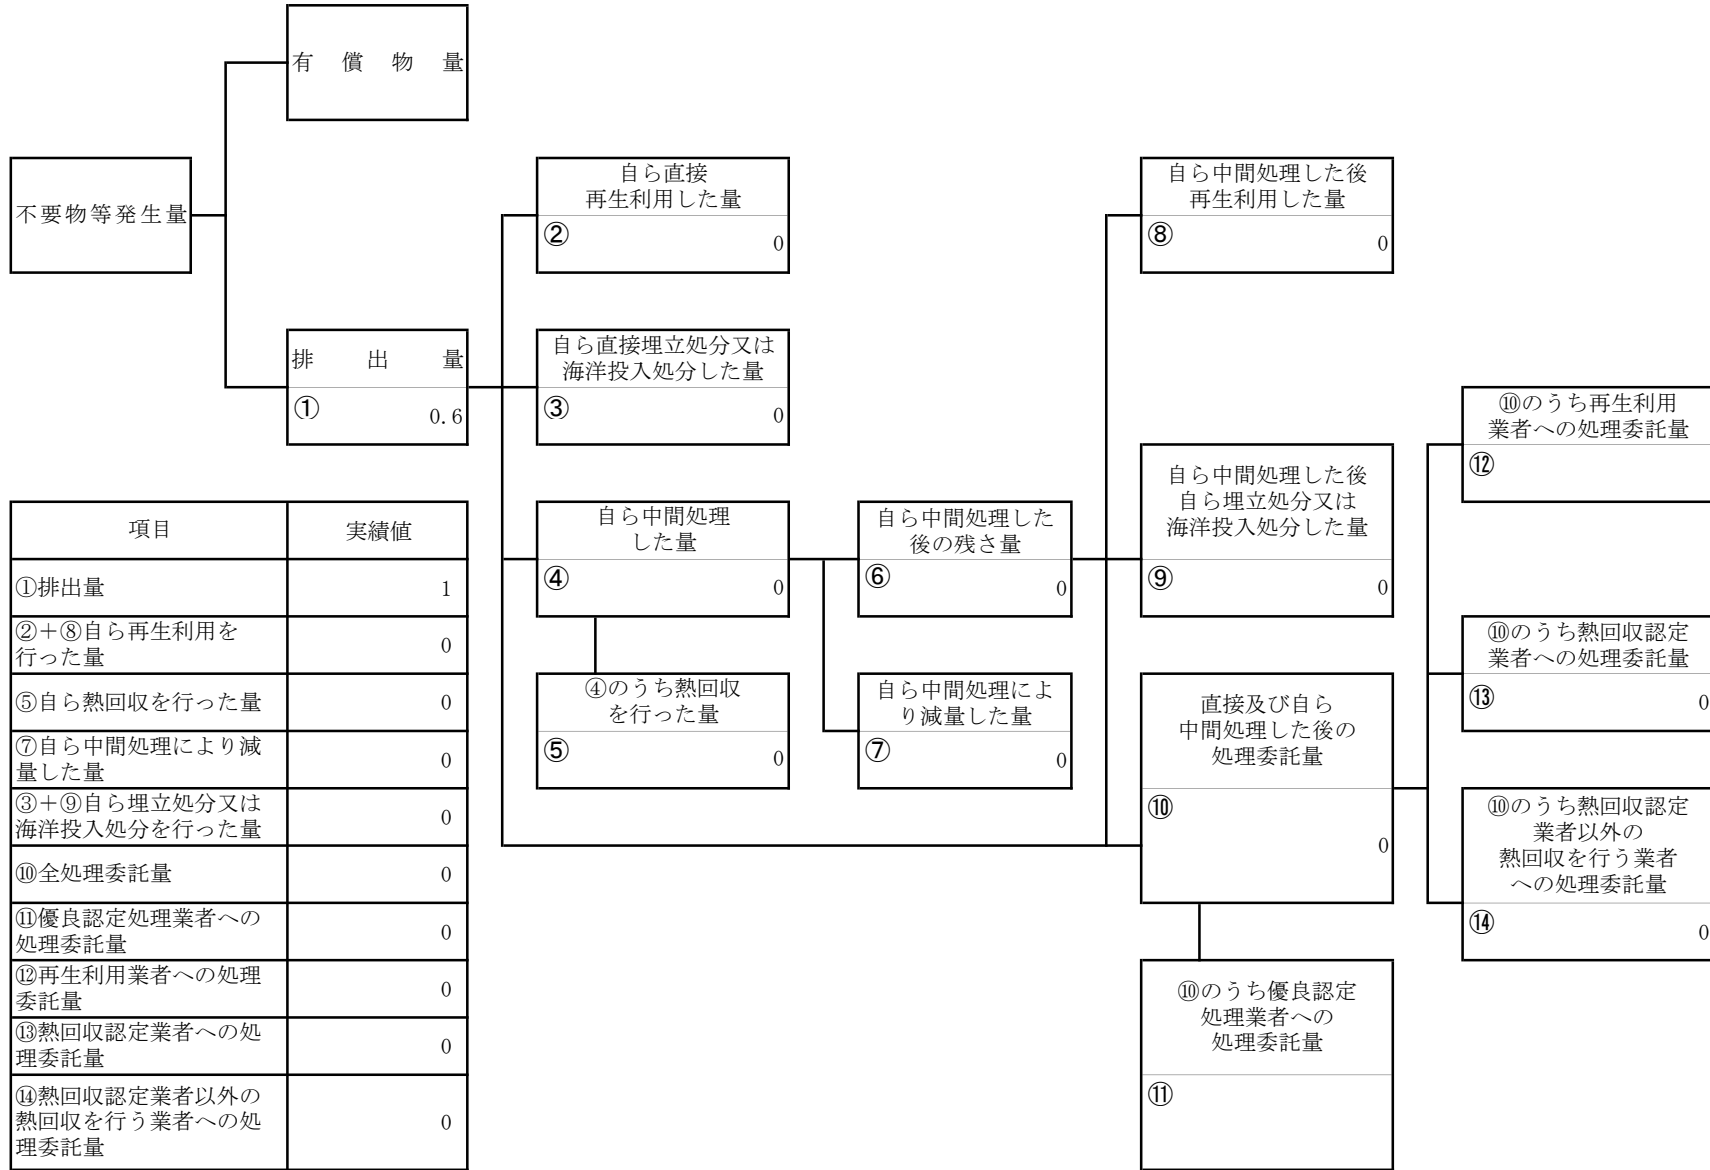 有償物量
不要物等発生量
排出量
① 0.6
自ら直接
再生利用した量
② 0
自ら直接埋立処分又は
海洋投入処分した量
③ 0
自ら中間処理
した量
④ 0
④のうち熱回収
を行った量
⑤ 0
自ら中間処理した
後の残さ量
⑥ 0
自ら中間処理によ
り減量した量
⑦ 0
自ら中間処理した後
再生利用した量
⑧ 0
自ら中間処理した後
自ら埋立処分又は
海洋投入処分した量
⑨ 0
直接及び自ら
中間処理した後の
処理委託量
⑩
0
⑩のうち優良認定
処理業者への
処理委託量
⑪
⑩のうち再生利用
業者への処理委託量
⑫
⑩のうち熱回収認定
業者への処理委託量
⑬ 0
⑩のうち熱回収認定
業者以外の
熱回収を行う業者
への処理委託量
⑭ 0
項目 実績値
①排出量 1
②+⑧自ら再生利用を
行った量 0
⑤自ら熱回収を行った量 0
⑦自ら中間処理により減
量した量 0
③+⑨自ら埋立処分又は
海洋投入処分を行った量 0
⑩全処理委託量 0
⑪優良認定処理業者への
処理委託量 0
⑫再生利用業者への処理
委託量 0
⑬熱回収認定業者への処
理委託量 0
⑭熱回収認定業者以外の
熱回収を行う業者への処
理委託量 0